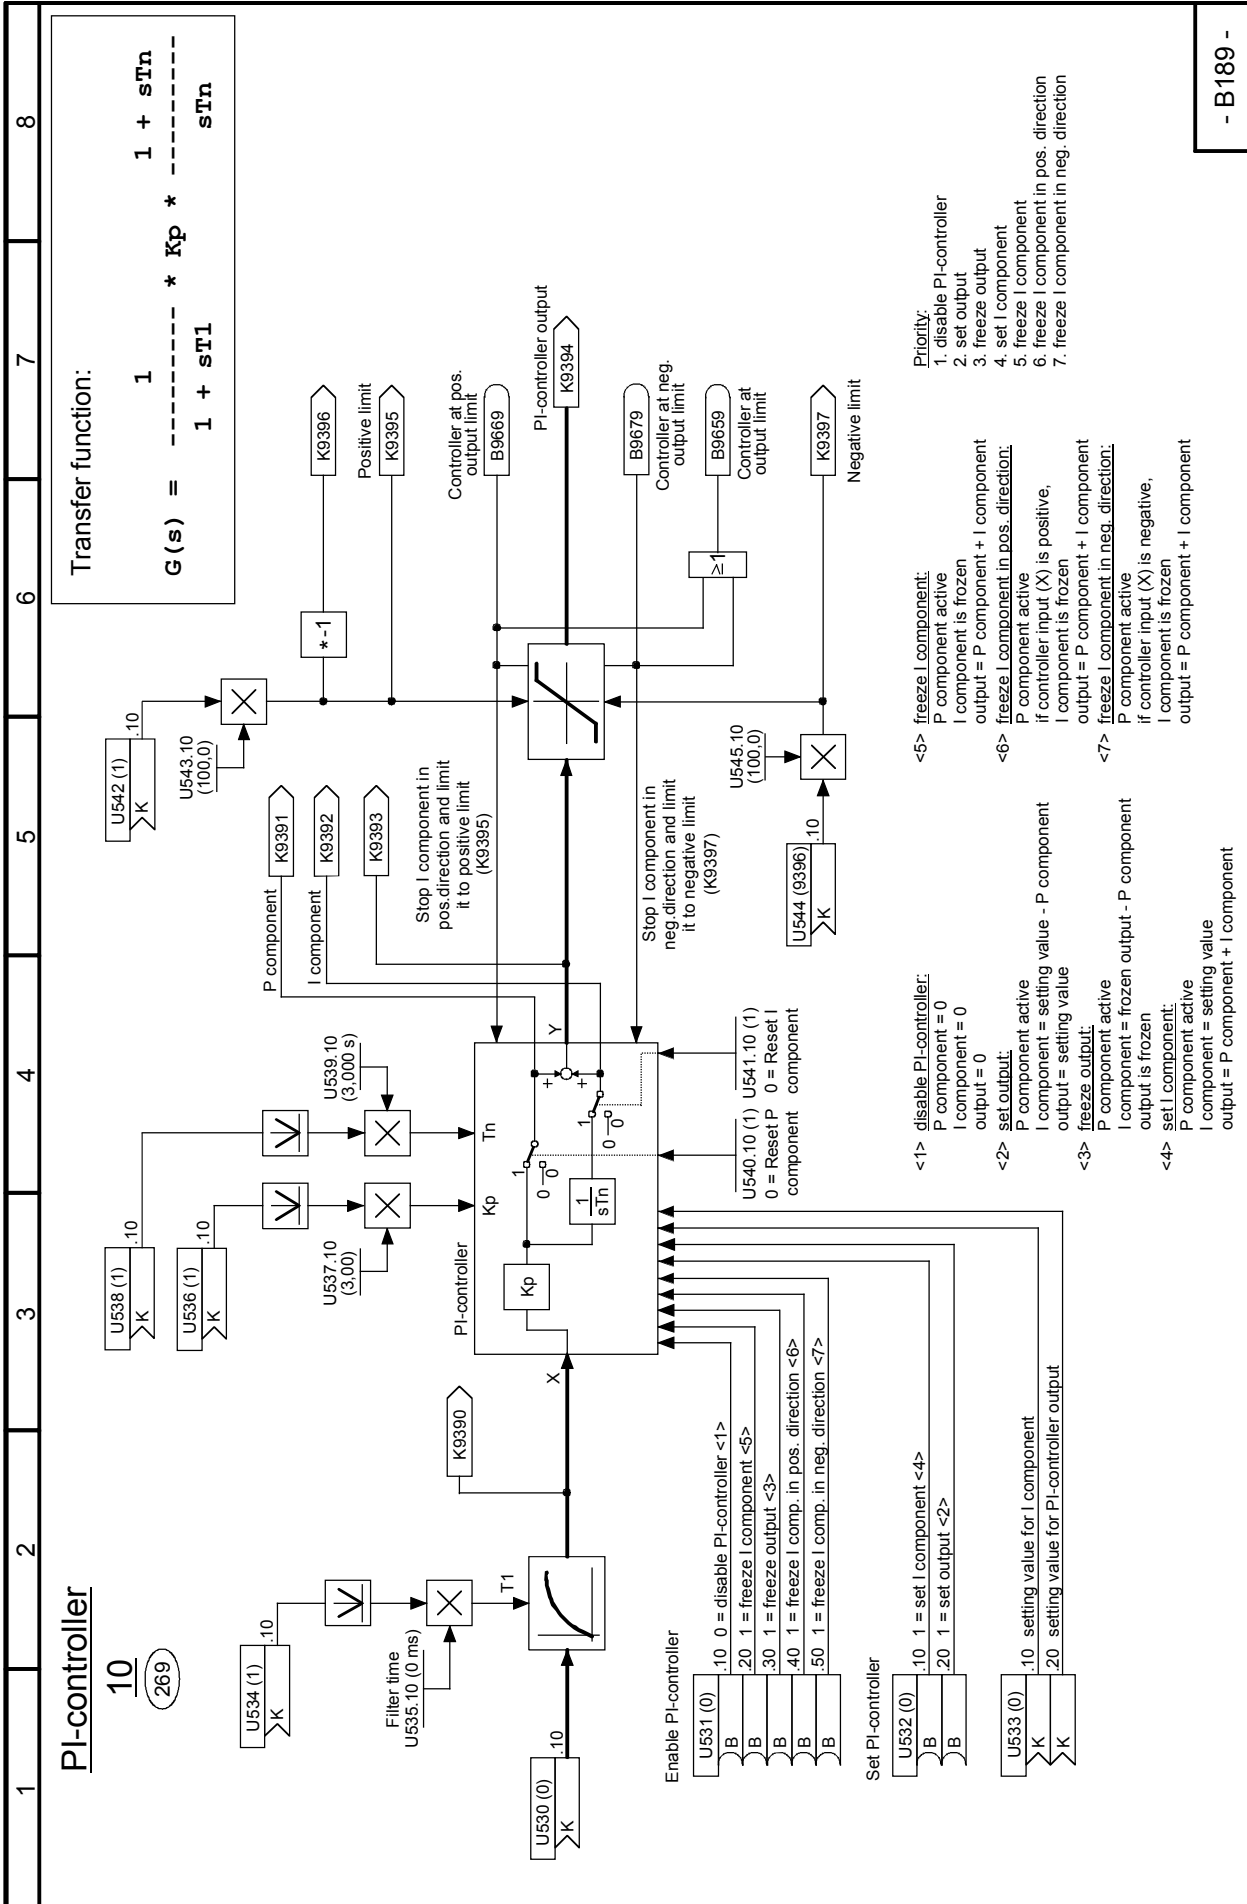 1 2 3 4 5 6 7 8
PI-controller
10
269
Transfer function:
1 1 + sTn
G(s) = ------- * Kp * ---------
1 + sT1 sTn
U534 (1)
K
.10
Filter time
U535.10 (0 ms)
T1
U530 (0)
K
.10
K9390
X
U538 (1)
K
.10
U536 (1)
K
.10
U537.10
(3,00)
U539.10
(3,000 s)
PI-controller
Kp
Tn
Kp
1
sTn
1
0
0
1
0
0
+
+
Y
U540.10 (1)
0 = Reset P
component
U541.10 (1)
0 = Reset I
component
P component
K9391
I component
K9392
K9393
U542 (1)
K
.10
U543.10
(100,0)
*-1
K9396
Positive limit
K9395
Stop I component in
pos.direction and limit
it to positive limit
(K9395)
Controller at pos.
output limit
B9669
PI-controller output
K9394
Stop I component in
neg.direction and limit
it to negative limit
(K9397)
B9679
Controller at neg.
output limit
≥1
B9659
Controller at
output limit
U545.10
(100,0)
U544 (9396)
K
.10
K9397
Negative limit
Enable PI-controller
U531 (0)
B .10 0 = disable PI-controller <1>
B .20 1 = freeze I component <5>
B .30 1 = freeze output <3>
B .40 1 = freeze I comp. in pos. direction <6>
B .50 1 = freeze I comp. in neg. direction <7>
Set PI-controller
U532 (0)
B .10 1 = set I component <4>
B .20 1 = set output <2>
U533 (0)
K .10 setting value for I component
K .20 setting value for PI-controller output
<1> disable PI-controller:
P component = 0
I component = 0
output = 0
<2> set output:
P component active
I component = setting value - P component
output = setting value
<3> freeze output:
P component active
I component = frozen output - P component
output is frozen
<4> set I component:
P component active
I component = setting value
output = P component + I component
<5> freeze I component:
P component active
I component is frozen
output = P component + I component
<6> freeze I component in pos. direction:
P component active
if controller input (X) is positive,
I component is frozen
output = P component + I component
<7> freeze I component in neg. direction:
P component active
if controller input (X) is negative,
I component is frozen
output = P component + I component
Priority:
1. disable PI-controller
2. set output
3. freeze output
4. set I component
5. freeze I component
6. freeze I component in pos. direction
7. freeze I component in neg. direction
- B189 -